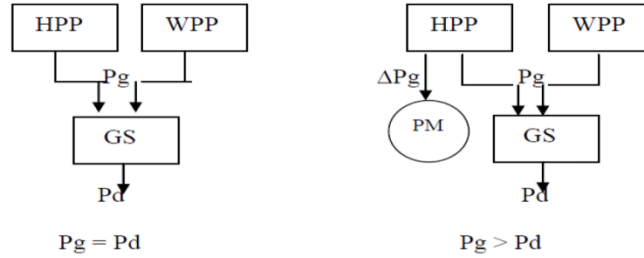 HPP WPP
Pg
GS
Pd
Pg = Pd
HPP WPP
ΔPg Pg
PM GS
Pd
Pg > Pd